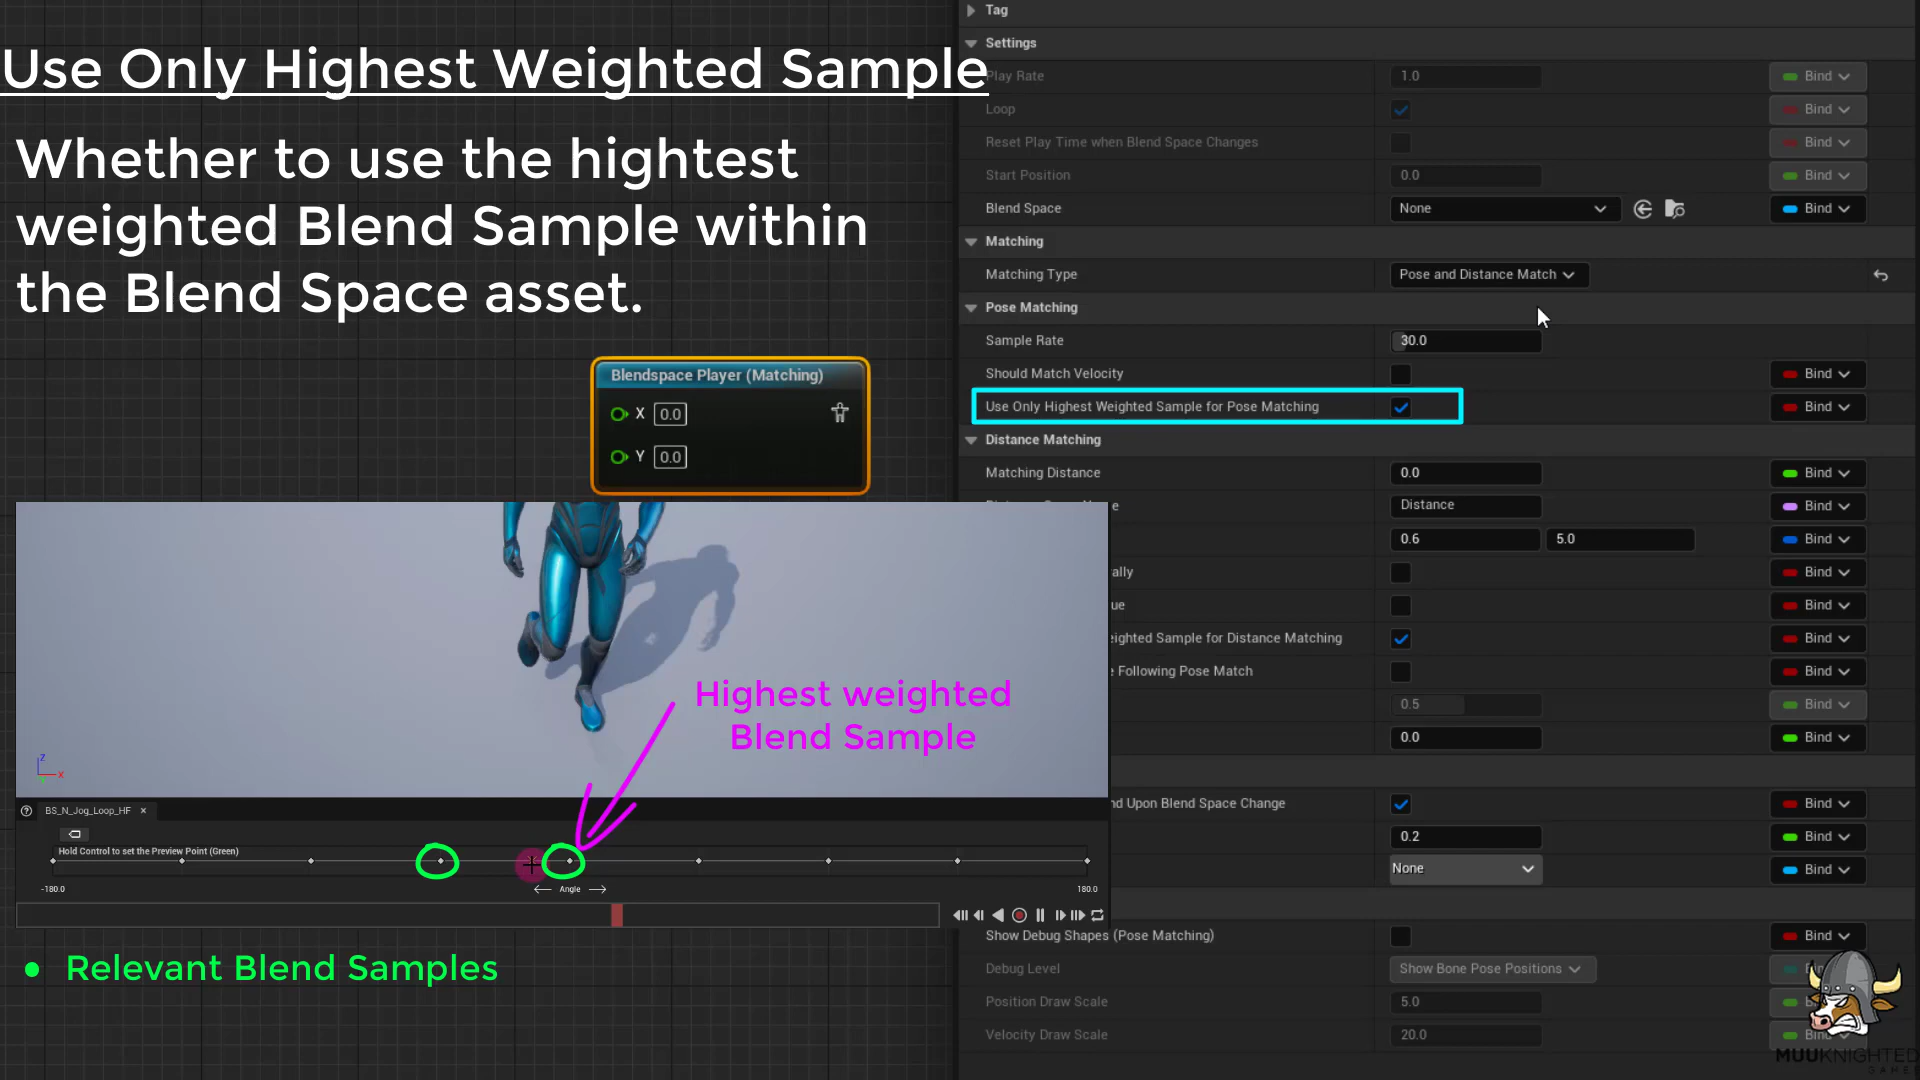 Use Only Highest Weighted Sample
Whether to use the hightest
weighted Blend Sample within
the Blend Space asset.
Blendspace Player (Matching)
X 0.0
Y 0.0
Highest weighted
Blend Sample
BS_N_Jog_Loop_HF
Hold Control to set the Preview Point (Green)
-180.0 Angle 180.0
Relevant Blend Samples
Tag
Settings
Play Rate 1.0 Bind
Loop Bind
Reset Play Time when Blend Space Changes Bind
Start Position 0.0 Bind
Blend Space None Bind
Matching
Matching Type Pose and Distance Match
Pose Matching
Sample Rate 30.0
Should Match Velocity Bind
Use Only Highest Weighted Sample for Pose Matching Bind
Distance Matching
Matching Distance 0.0 Bind
e Distance Bind
0.6 5.0 Bind
ally Bind
ue Bind
eighted Sample for Distance Matching Bind
e Following Pose Match Bind
0.5 Bind
0.0 Bind
nd Upon Blend Space Change Bind
0.2 Bind
None Bind
Show Debug Shapes (Pose Matching) Bind
Debug Level Show Bone Pose Positions
Position Draw Scale 5.0
Velocity Draw Scale 20.0 Bind
MUUKNIGHTED
GAMES
z
x